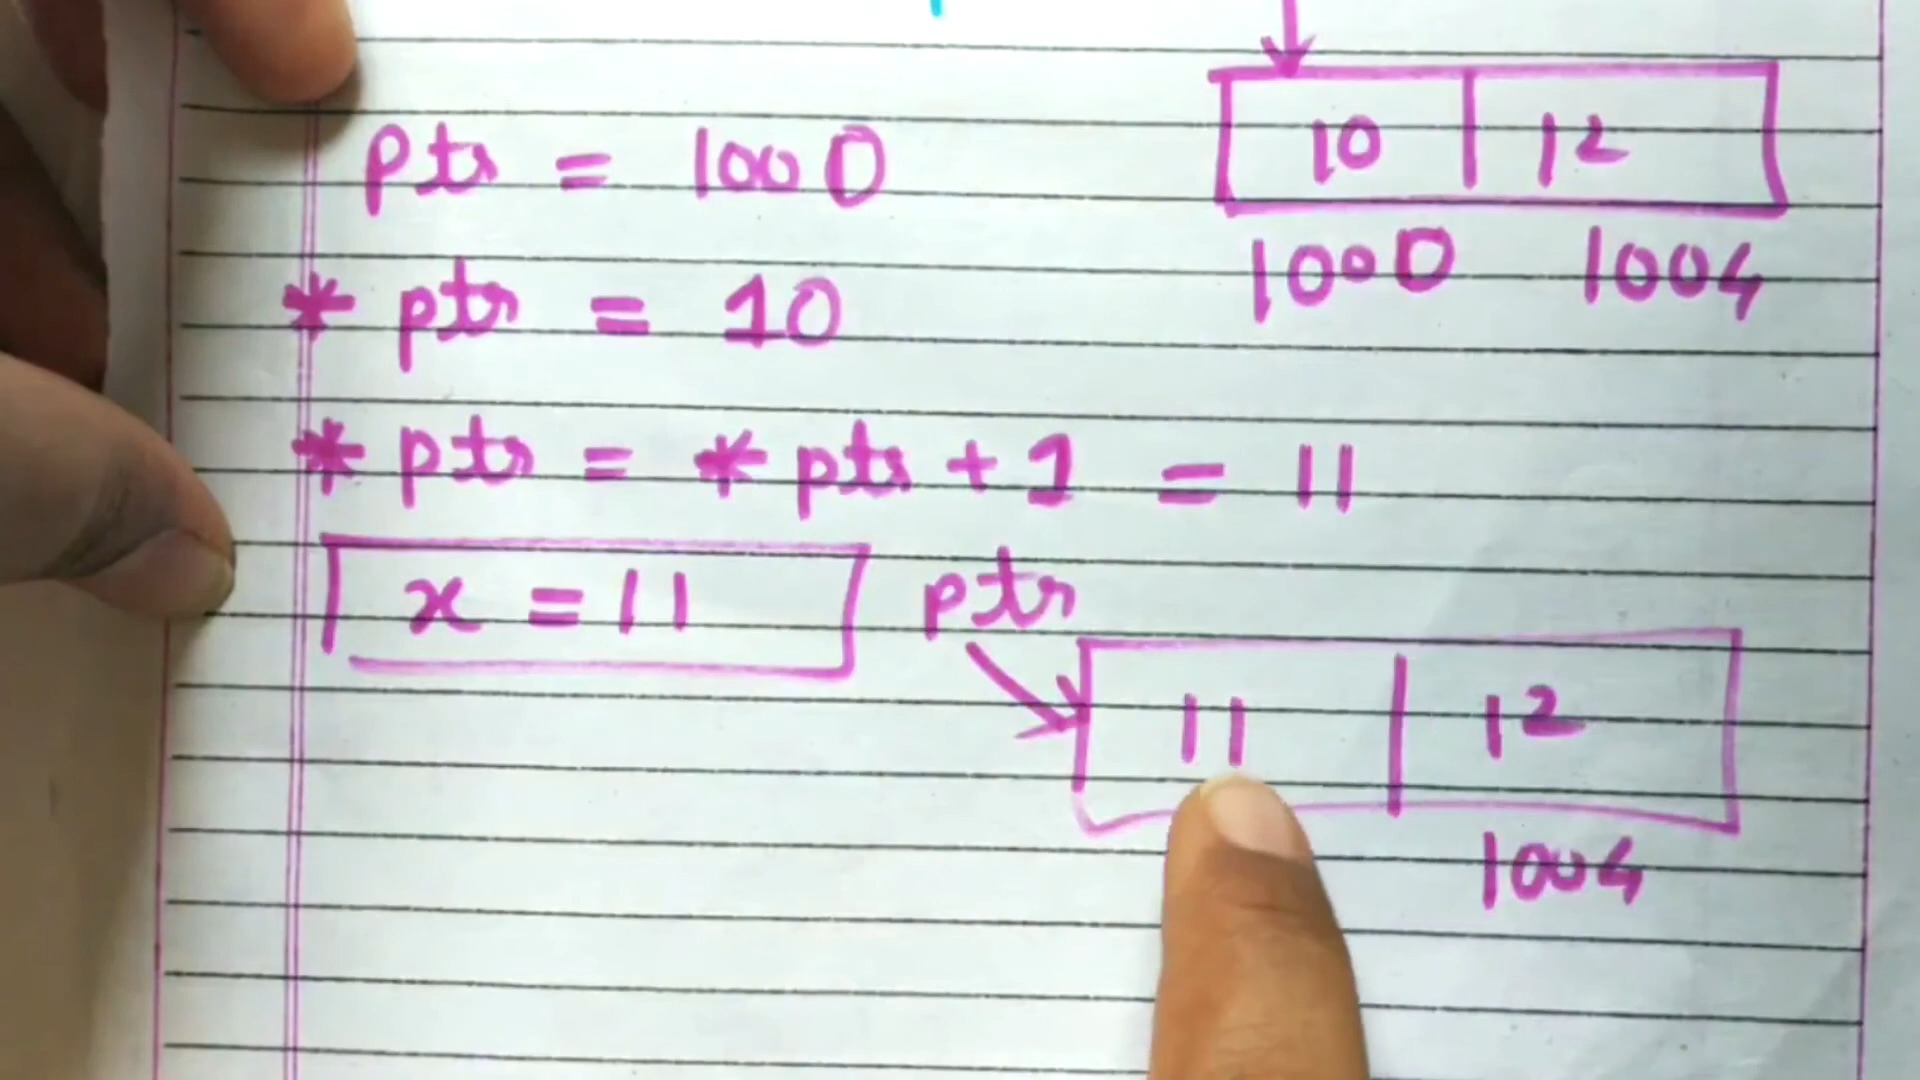 10 | 12
ptr = 1000
1000 1004
* ptr = 10
* ptr = * ptr + 1 = 11
x = 11
ptr
11 | 12
1004